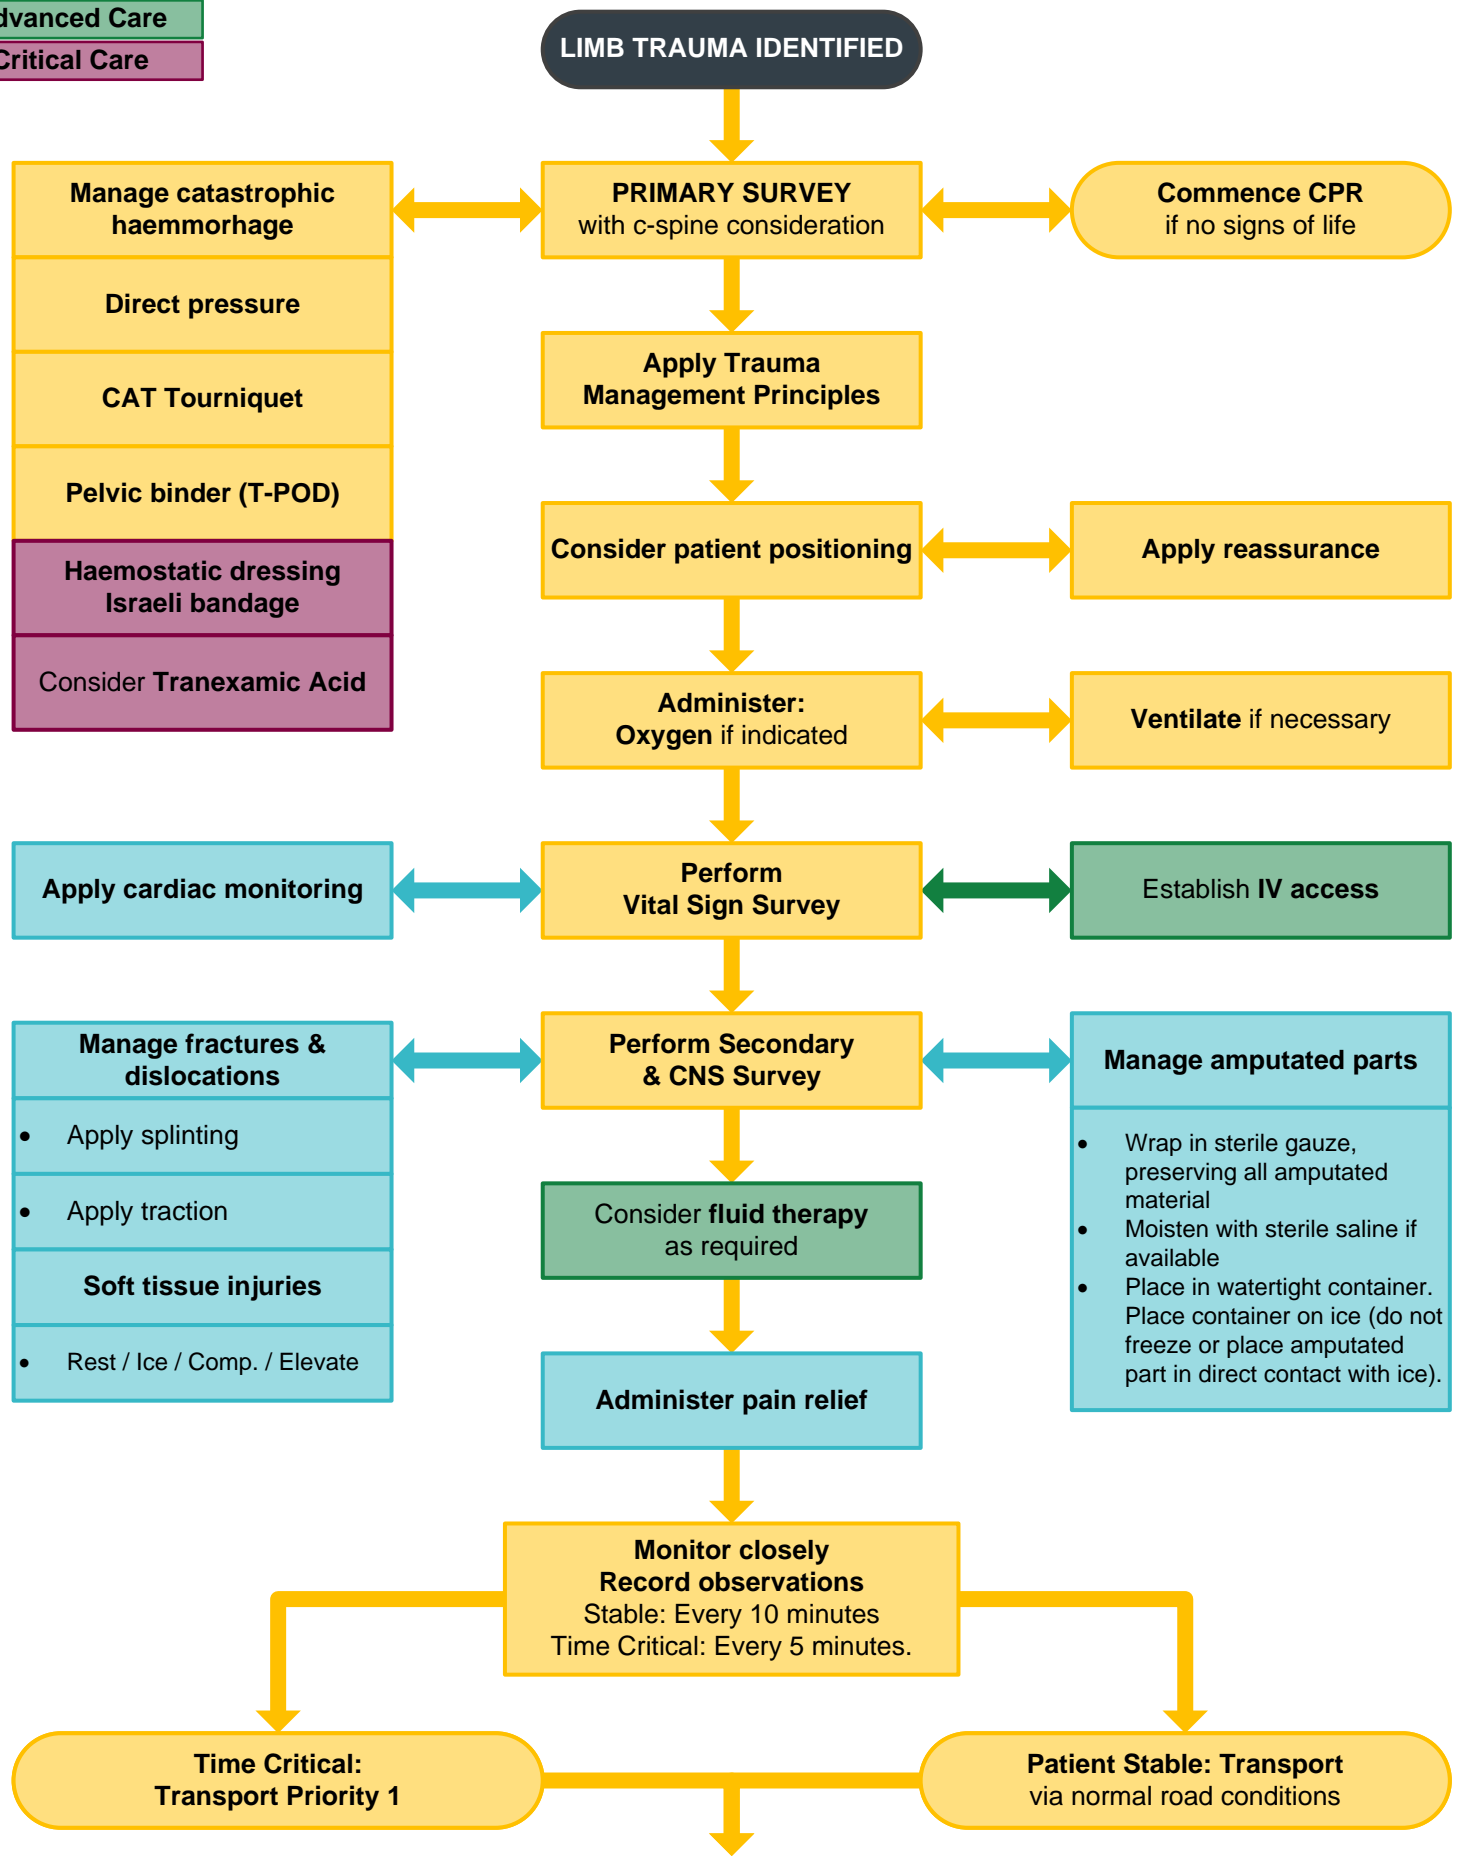 Advanced Care
Critical Care
LIMB TRAUMA IDENTIFIED
Manage catastrophic
haemmorhage
Direct pressure
CAT Tourniquet
Pelvic binder (T-POD)
Haemostatic dressing
Israeli bandage
Consider Tranexamic Acid
PRIMARY SURVEY
with c-spine consideration
Commence CPR
if no signs of life
Apply Trauma
Management Principles
Consider patient positioning
Apply reassurance
Administer:
Oxygen if indicated
Ventilate if necessary
Apply cardiac monitoring
Perform
Vital Sign Survey
Establish IV access
Manage fractures &
dislocations
• Apply splinting
• Apply traction
Soft tissue injuries
• Rest / Ice / Comp. / Elevate
Perform Secondary
& CNS Survey
Manage amputated parts
• Wrap in sterile gauze,
preserving all amputated
material
• Moisten with sterile saline if
available
• Place in watertight container.
Place container on ice (do not
freeze or place amputated
part in direct contact with ice).
Consider fluid therapy
as required
Administer pain relief
Monitor closely
Record observations
Stable: Every 10 minutes
Time Critical: Every 5 minutes.
Time Critical:
Transport Priority 1
Patient Stable: Transport
via normal road conditions